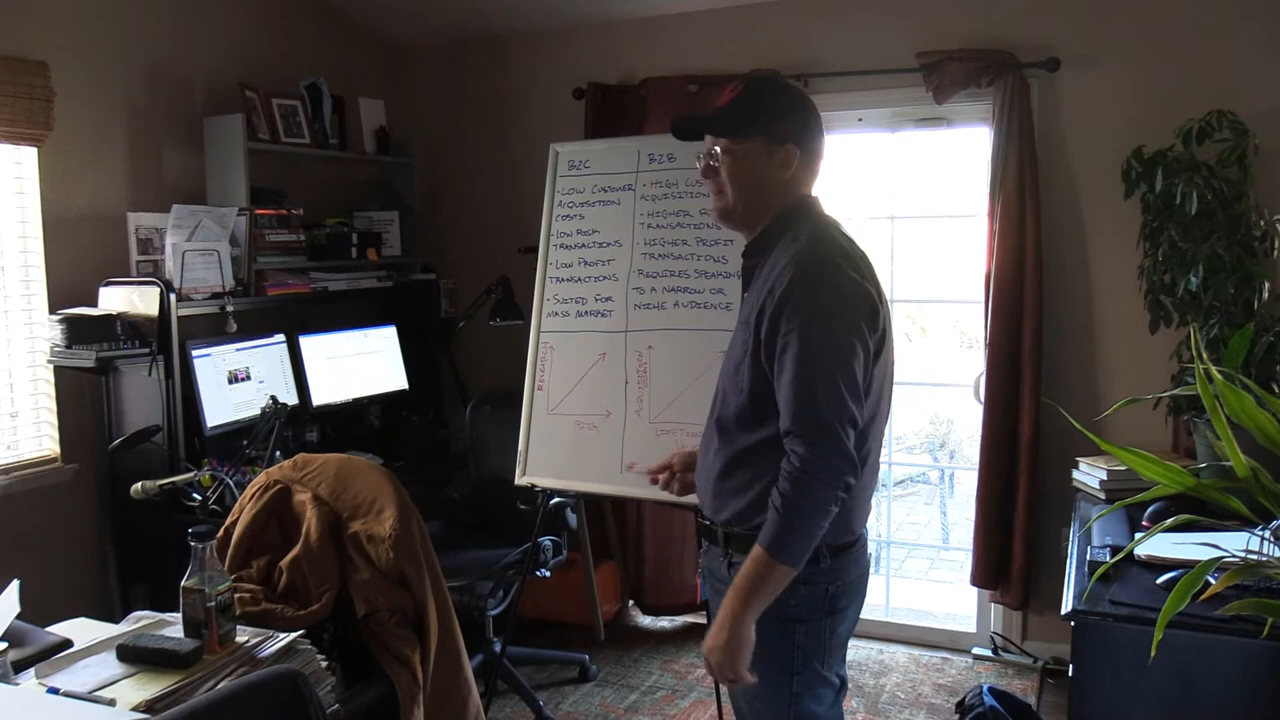 B2C
• LOW CUSTOMER
ACQUISITION
COSTS
• LOW RISK
TRANSACTIONS
• LOW PROFIT
TRANSACTIONS
• SUITED FOR
MASS MARKET
RESEARCH
RISK
B2B
• HIGH
ACQUISITION
• HIGHER
TRANSACTIONS
• HIGHER PROFIT
TRANSACTIONS
• REQUIRES SPEAKING
TO A NARROW OR
NICHE AUDIENCE
ACQUISITION